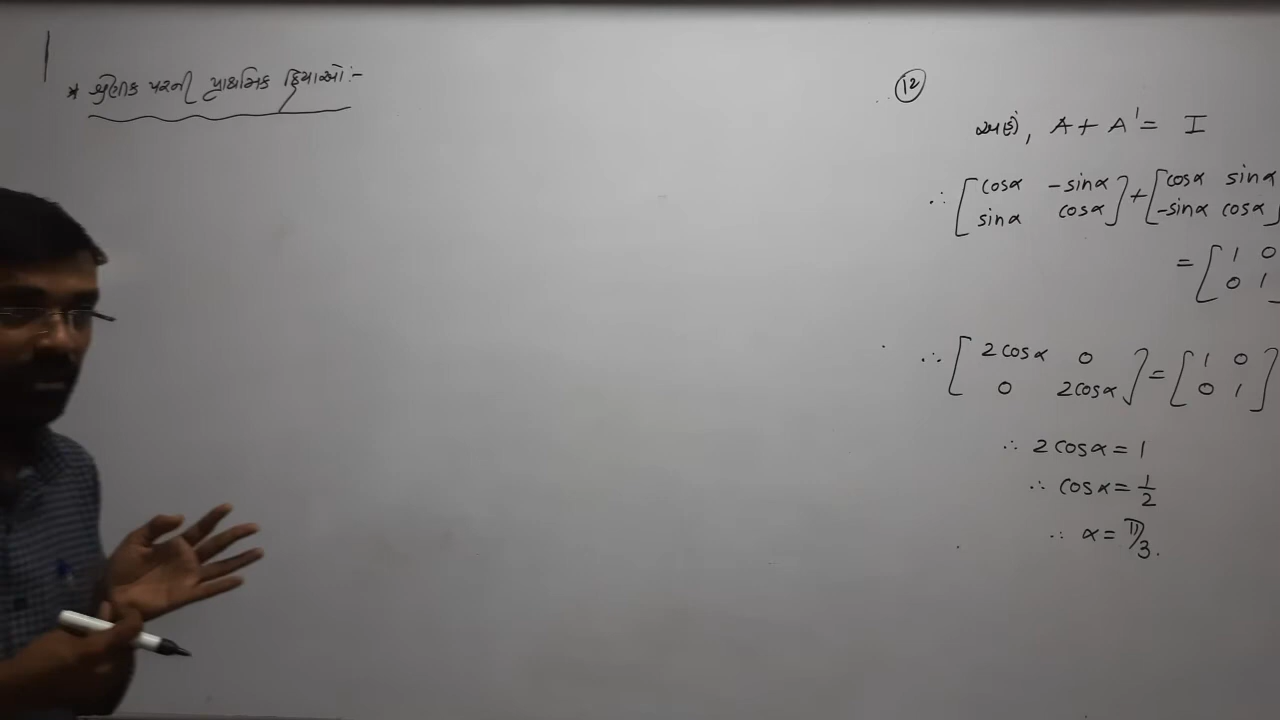 * શ્રેણીક પરની પ્રાથમિક ક્રિયાઓ:-
(12)
અહીં, A + A' = I
∴ [cosα -sinα] + [cosα sinα]
[sinα cosα] [-sinα cosα]
= [1 0]
[0 1]
∴ [2cosα 0] = [1 0]
[0 2cosα] [0 1]
∴ 2cosα = 1
∴ cosα = 1/2
∴ α = π/3.